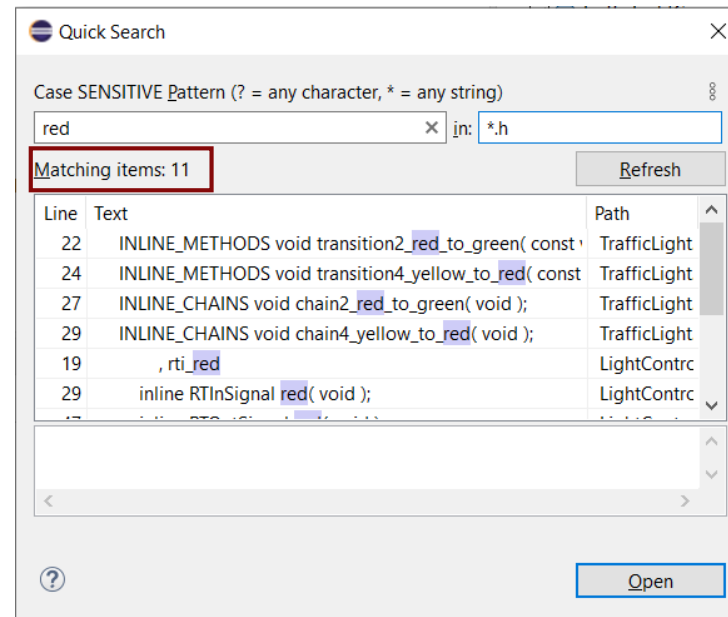 Quick Search
Case SENSITIVE Pattern (? = any character, * = any string)
red in: *.h
Matching items: 11 Refresh
Line Text Path
22 INLINE_METHODS void transition2_red_to_green( const TrafficLight
24 INLINE_METHODS void transition4_yellow_to_red( const TrafficLight
27 INLINE_CHAINS void chain2_red_to_green( void ); TrafficLight
29 INLINE_CHAINS void chain4_yellow_to_red( void ); TrafficLight
19 , rti_red LightContrc
29 inline RTInSignal red( void ); LightContrc
Open